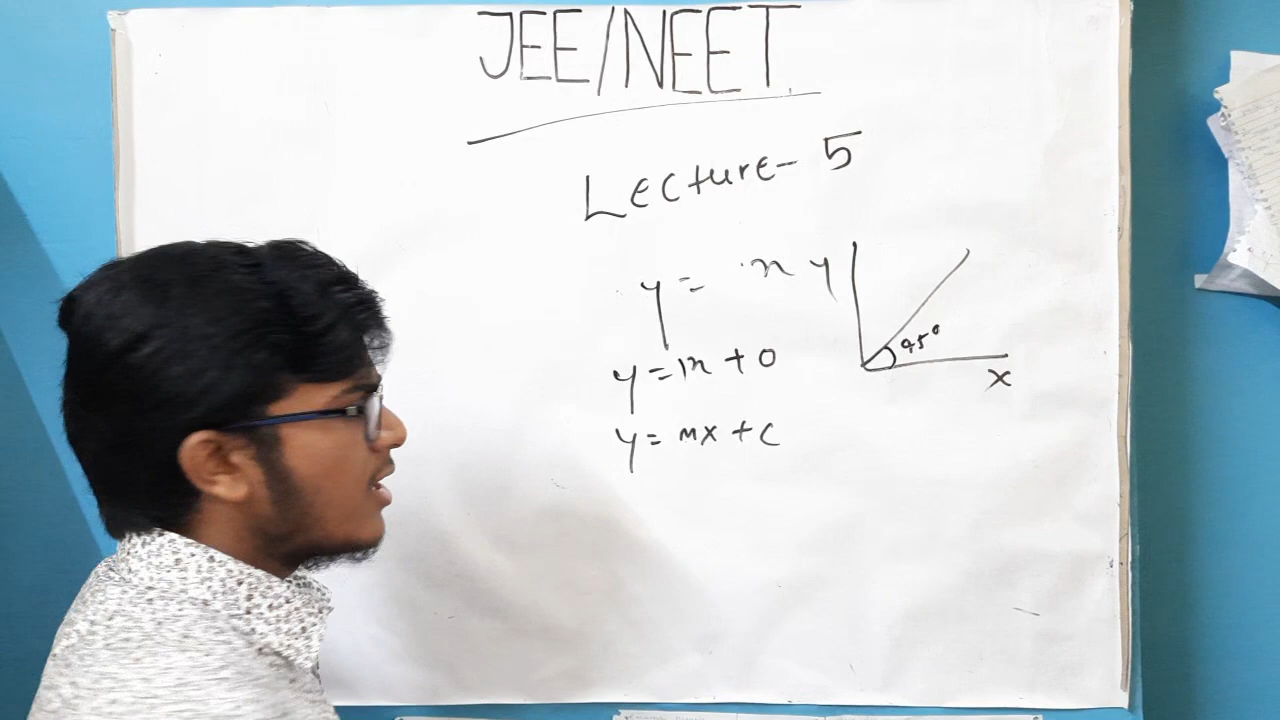 JEE/NEET
Lecture-5
y = x
y
45°
x
y = 1x + 0
y = mx + c